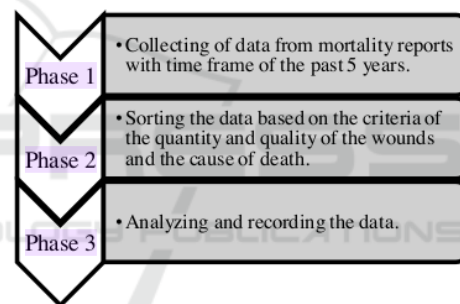 Phase 1
•Collecting of data from mortality reports
with time frame of the past 5 years.
Phase 2
•Sorting the data based on the criteria of
the quantity and quality of the wounds
and the cause of death.
Phase 3
•Analyzing and recording the data.
OLOGY PUBLICATIONS